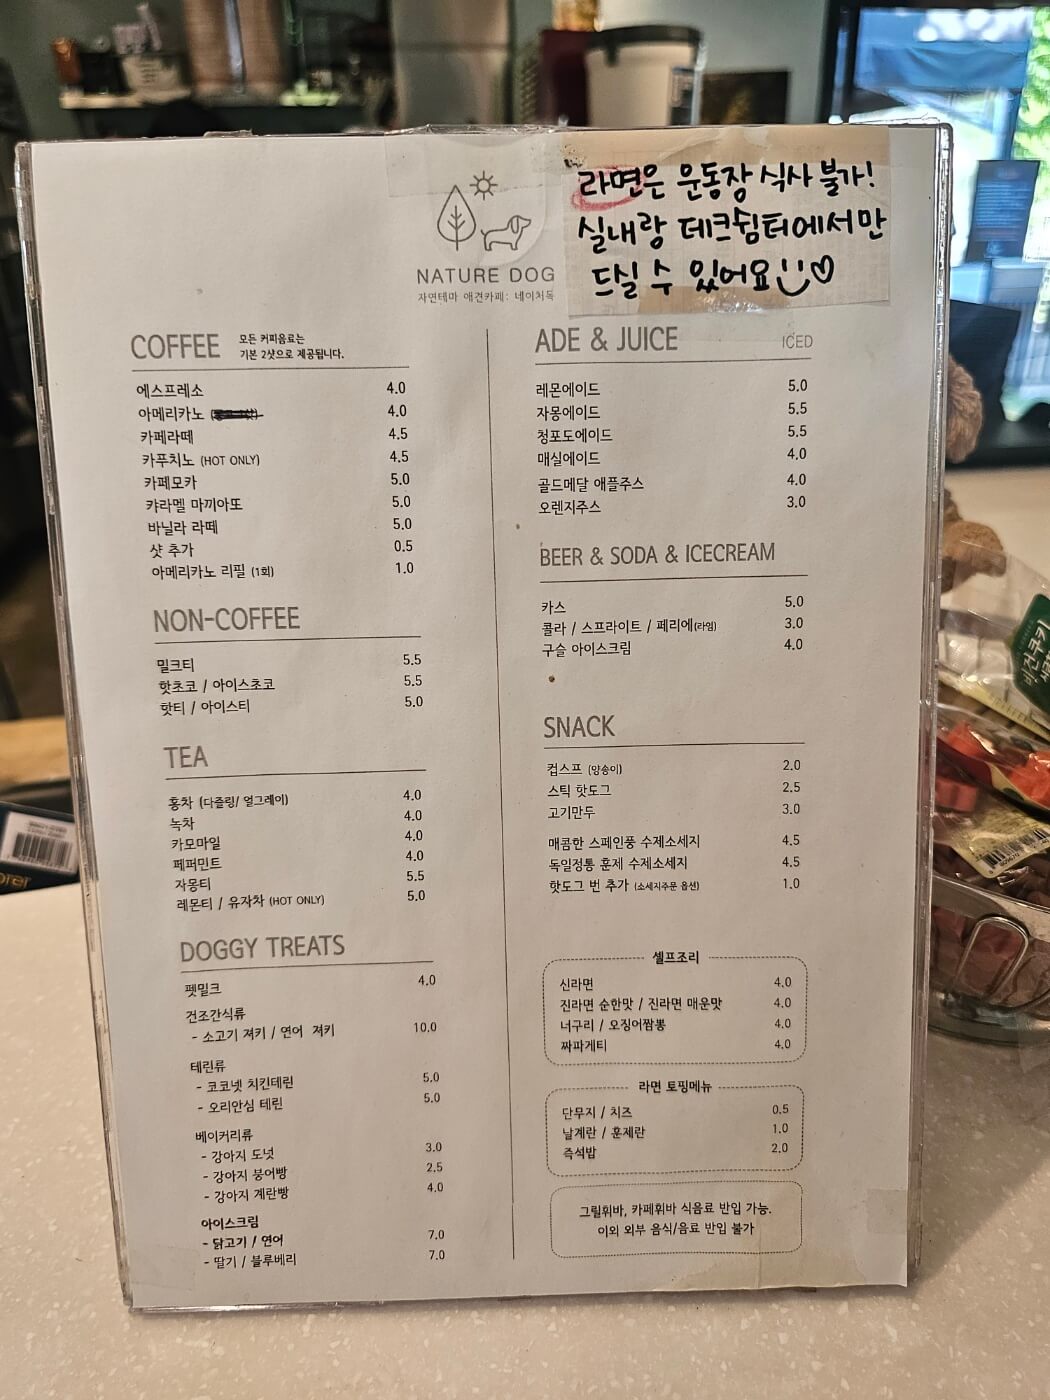 라면은 운동장 식사 불가!
실내랑 데크쉼터에서만
드실 수 있어요
NATURE DOG
자연테마 애견카페: 네이처독
COFFEE 모든 커피음료는
기본 2샷으로 제공됩니다.
에스프레소 4.0
아메리카노 4.0
카페라떼 4.5
카푸치노 (HOT ONLY) 4.5
카페모카 5.0
캬라멜 마끼아또 5.0
바닐라 라떼 5.0
샷 추가 0.5
아메리카노 리필 (1회) 1.0
NON-COFFEE
밀크티 5.5
핫초코 / 아이스초코 5.5
핫티 / 아이스티 5.0
TEA
홍차 (다즐링/ 얼그레이) 4.0
녹차 4.0
카모마일 4.0
페퍼민트 4.0
자몽티 5.5
레몬티 / 유자차 (HOT ONLY) 5.0
DOGGY TREATS
펫밀크 4.0
건조간식류
- 소고기 져키 / 연어 져키 10.0
테린류
- 코코넛 치킨테린 5.0
- 오리안심 테린 5.0
베이커리류
- 강아지 도넛 3.0
- 강아지 붕어빵 2.5
- 강아지 계란빵 4.0
아이스크림
- 닭고기 / 연어 7.0
- 딸기 / 블루베리 7.0
ADE & JUICE ICED
레몬에이드 5.0
자몽에이드 5.5
청포도에이드 5.5
매실에이드 4.0
골드메달 애플주스 4.0
오렌지주스 3.0
BEER & SODA & ICECREAM
카스 5.0
콜라 / 스프라이트 / 페리에(라임) 3.0
구슬 아이스크림 4.0
SNACK
컵스프 (양송이) 2.0
스틱 핫도그 2.5
고기만두 3.0
매콤한 스페인풍 수제소세지 4.5
독일정통 훈제 수제소세지 4.5
핫도그 번 추가 (소세지주문 옵션) 1.0
셀프조리
신라면 4.0
진라면 순한맛 / 진라면 매운맛 4.0
너구리 / 오징어짬뽕 4.0
짜파게티 4.0
라면 토핑메뉴
단무지 / 치즈 0.5
날계란 / 훈제란 1.0
즉석밥 2.0
그릴휘바, 카페휘바 식음료 반입 가능.
이외 외부 음식/음료 반입 불가